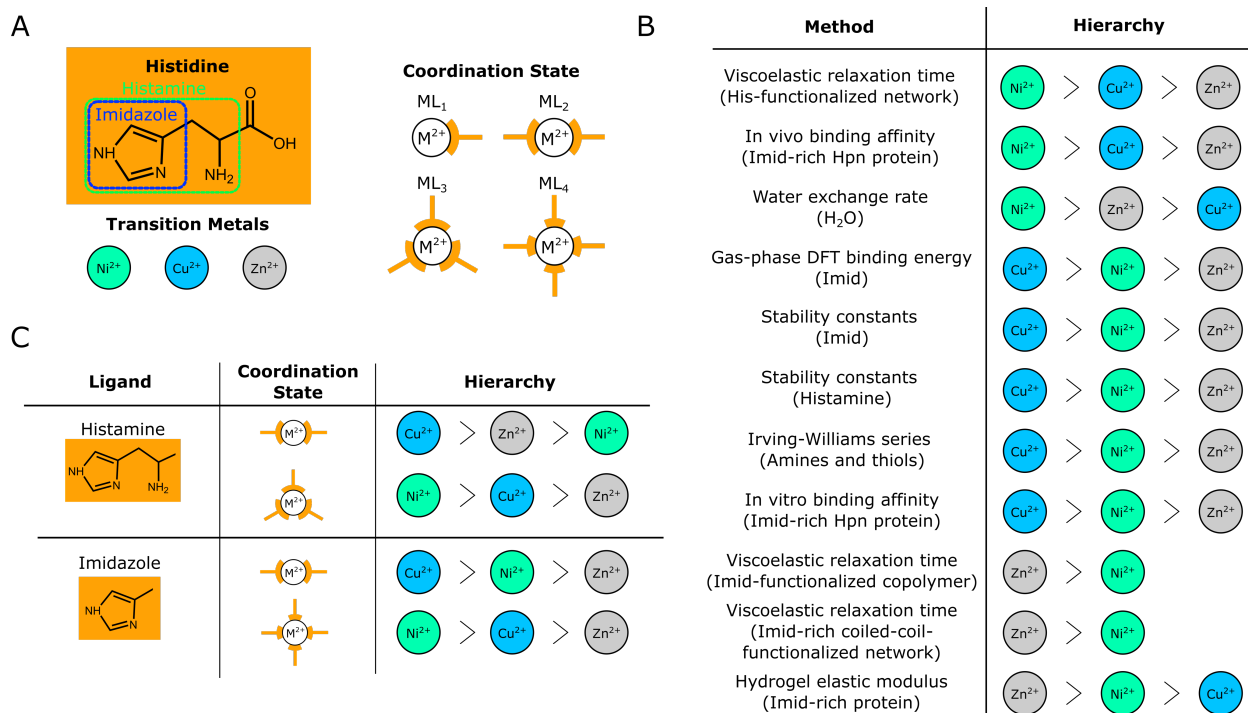 A
Histidine
Histamine
Imidazole
O
OH
NH
N
NH₂
Transition Metals
Ni²⁺ Cu²⁺ Zn²⁺
Coordination State
ML₁ ML₂
M²⁺ M²⁺
ML₃ ML₄
M²⁺ M²⁺
B
Method Hierarchy
Viscoelastic relaxation time
(His-functionalized network)
Ni²⁺ > Cu²⁺ > Zn²⁺
In vivo binding affinity
(Imid-rich Hpn protein)
Ni²⁺ > Cu²⁺ > Zn²⁺
Water exchange rate
(H₂O)
Ni²⁺ > Zn²⁺ > Cu²⁺
Gas-phase DFT binding energy
(Imid)
Cu²⁺ > Ni²⁺ > Zn²⁺
Stability constants
(Imid)
Cu²⁺ > Ni²⁺ > Zn²⁺
Stability constants
(Histamine)
Cu²⁺ > Ni²⁺ > Zn²⁺
Irving-Williams series
(Amines and thiols)
Cu²⁺ > Ni²⁺ > Zn²⁺
In vitro binding affinity
(Imid-rich Hpn protein)
Cu²⁺ > Ni²⁺ > Zn²⁺
Viscoelastic relaxation time
(Imid-functionalized copolymer)
Zn²⁺ > Ni²⁺
Viscoelastic relaxation time
(Imid-rich coiled-coil-
functionalized network)
Zn²⁺ > Ni²⁺
Hydrogel elastic modulus
(Imid-rich protein)
Zn²⁺ > Ni²⁺ > Cu²⁺
C
Ligand
Coordination
State
Hierarchy
Histamine
NH
N
NH₂
M²⁺
Cu²⁺ > Zn²⁺ > Ni²⁺
M²⁺
Ni²⁺ > Cu²⁺ > Zn²⁺
Imidazole
NH
N
M²⁺
Cu²⁺ > Ni²⁺ > Zn²⁺
M²⁺
Ni²⁺ > Cu²⁺ > Zn²⁺